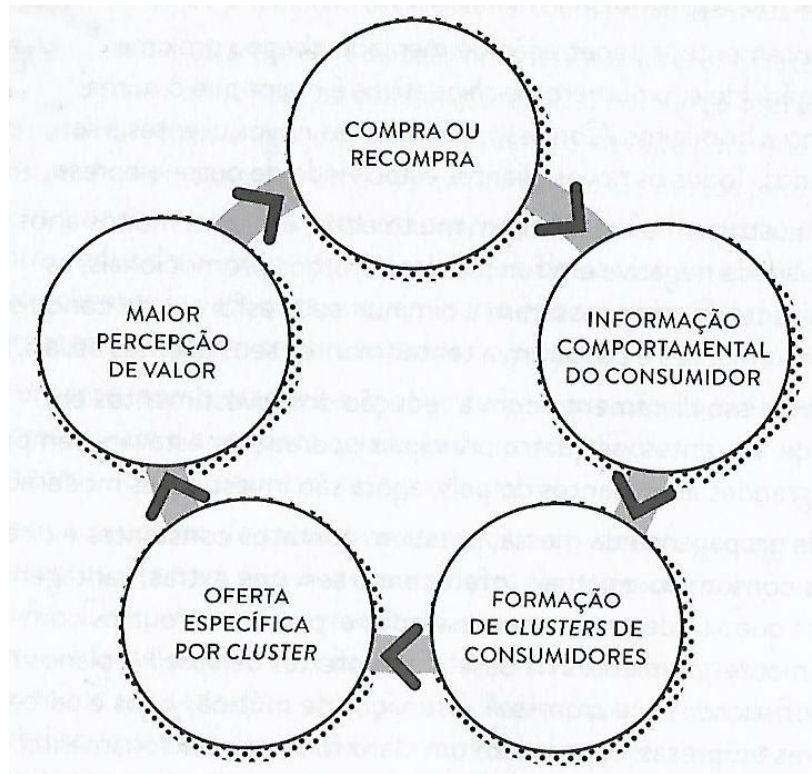 COMPRA OU
RECOMPRA
INFORMAÇÃO
COMPORTAMENTAL
DO CONSUMIDOR
FORMAÇÃO
DE CLUSTERS DE
CONSUMIDORES
OFERTA
ESPECÍFICA
POR CLUSTER
MAIOR
PERCEPÇÃO
DE VALOR